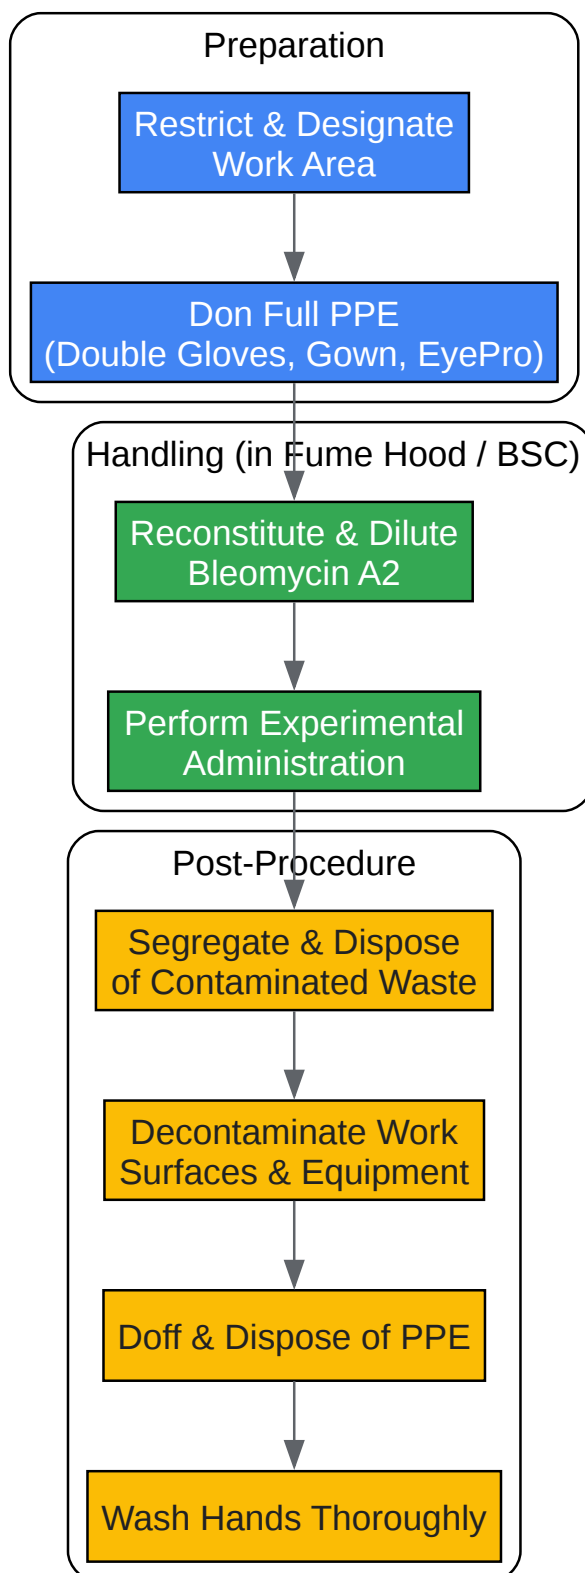 Preparation
Restrict & Designate
Work Area
Don Full PPE
(Double Gloves, Gown, EyePro)
Handling (in Fume Hood / BSC)
Reconstitute & Dilute
Bleomycin A2
Perform Experimental
Administration
Post-Procedure
Segregate & Dispose
of Contaminated Waste
Decontaminate Work
Surfaces & Equipment
Doff & Dispose of PPE
Wash Hands Thoroughly